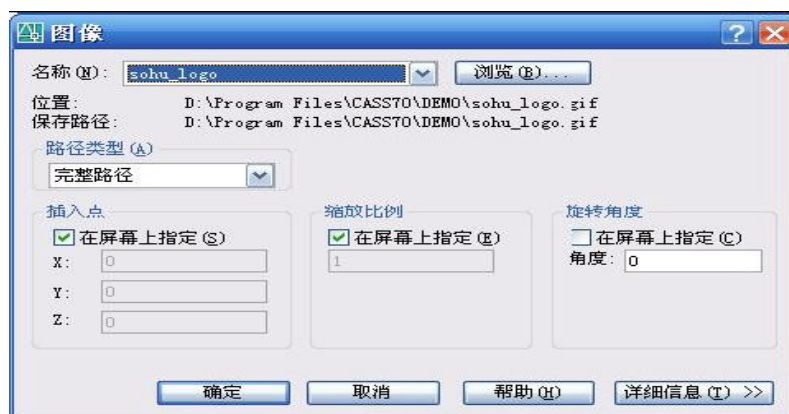 图像
名称(N): sohu_logo 浏览(B)...
位置: D:\Program Files\CASS70\DEMO\sohu_logo.gif
保存路径: D:\Program Files\CASS70\DEMO\sohu_logo.gif
路径类型(A)
完整路径
插入点 缩放比例 旋转角度
在屏幕上指定(S) 在屏幕上指定(E) 在屏幕上指定(C)
X: 0 1 角度: 0
Y: 0
Z: 0
确定 取消 帮助(H) 详细信息(T) >>